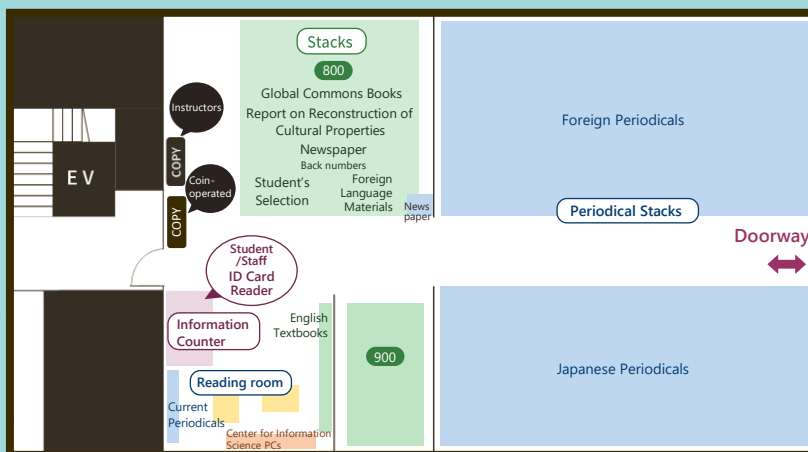 Stacks
800
Global Commons Books
Report on Reconstruction of
Cultural Properties
Newspaper
Back numbers
Student's
Selection
Foreign
Language
Materials
News
paper
Instructors
COPY
Coin-
operated
COPY
EV
Foreign Periodicals
Periodical Stacks
Doorway
Student
/Staff
ID Card
Reader
Information
Counter
English
Textbooks
900
Reading room
Current
Periodicals
Center for Information
Science PCs
Japanese Periodicals